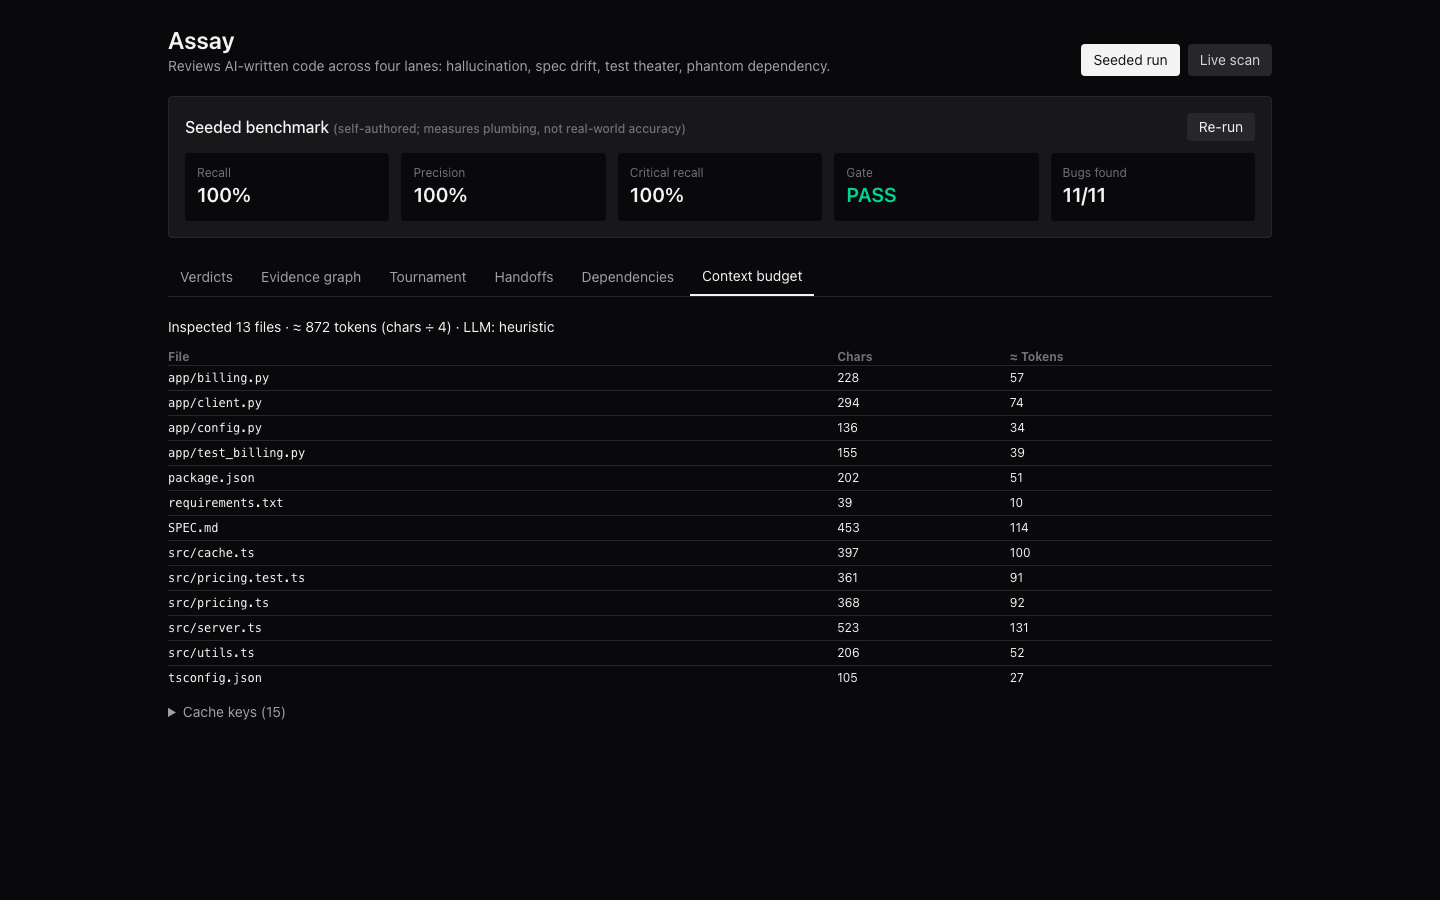 Assay
Reviews AI-written code across four lanes: hallucination, spec drift, test theater, phantom dependency.
Seeded run
Live scan
Seeded benchmark (self-authored; measures plumbing, not real-world accuracy)
Re-run
Recall
100%
Precision
100%
Critical recall
100%
Gate
PASS
Bugs found
11/11
Verdicts Evidence graph Tournament Handoffs Dependencies Context budget
Inspected 13 files · ≈ 872 tokens (chars ÷ 4) · LLM: heuristic
File Chars ≈ Tokens
app/billing.py 228 57
app/client.py 294 74
app/config.py 136 34
app/test_billing.py 155 39
package.json 202 51
requirements.txt 39 10
SPEC.md 453 114
src/cache.ts 397 100
src/pricing.test.ts 361 91
src/pricing.ts 368 92
src/server.ts 523 131
src/utils.ts 206 52
tsconfig.json 105 27
▶ Cache keys (15)